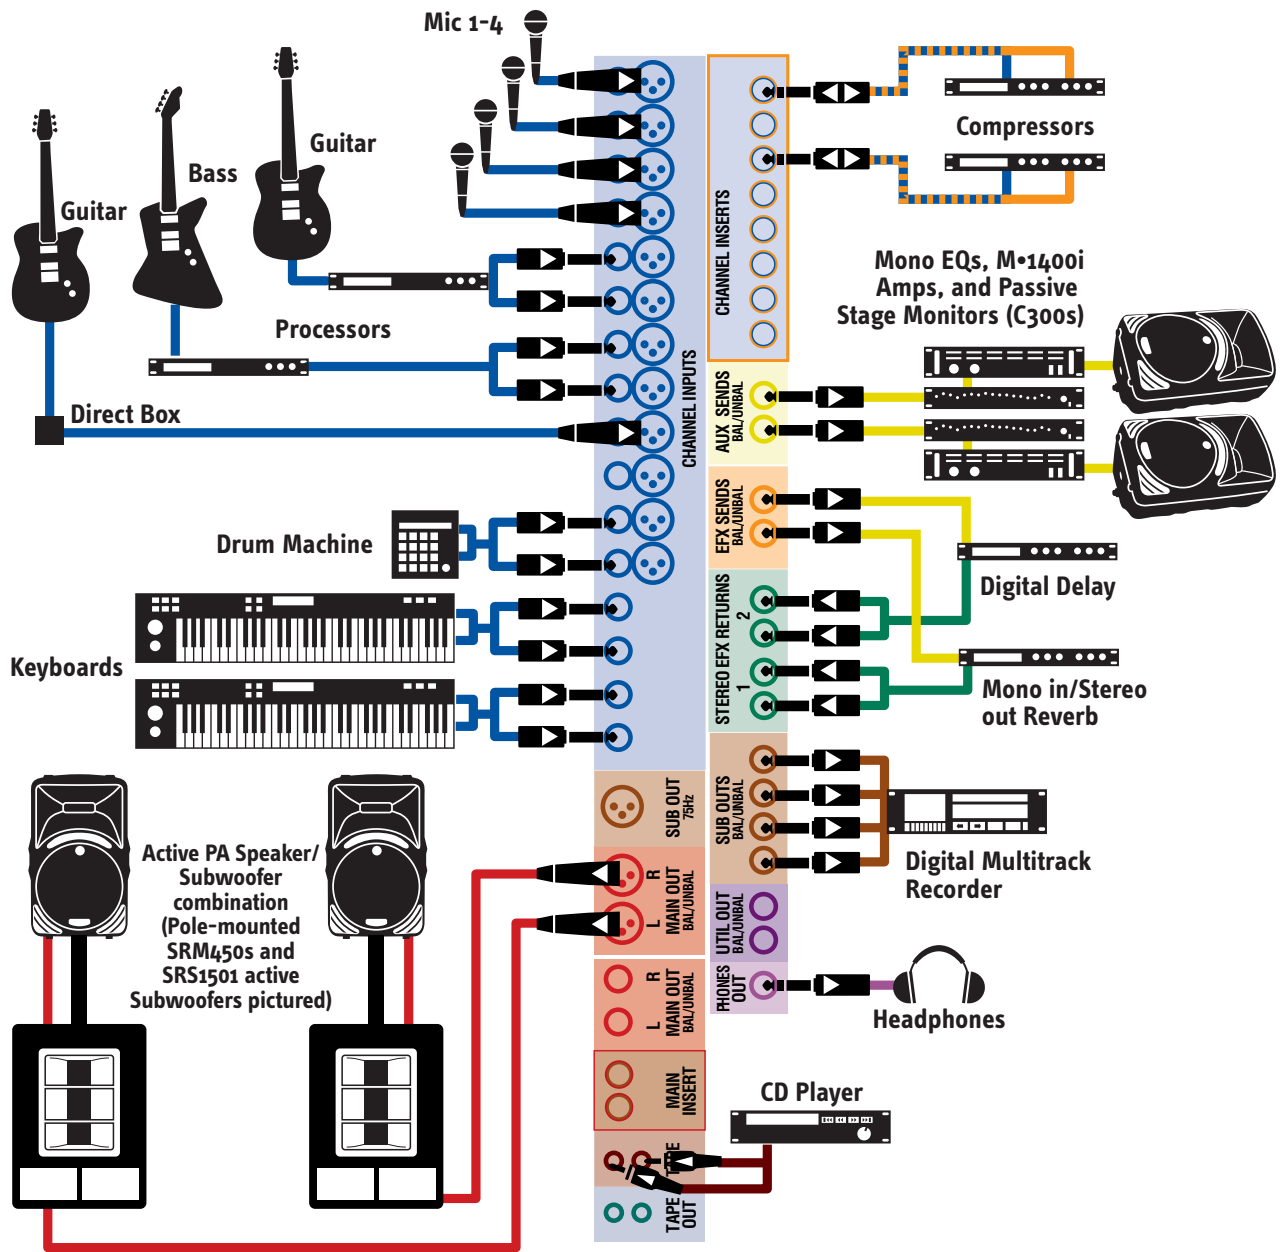 Mic 1-4
Guitar
Bass
Guitar
Processors
Direct Box
Drum Machine
Keyboards
Active PA Speaker/
Subwoofer
combination
(Pole-mounted
SRM450s and
SRS1501 active
Subwoofers pictured)
CHANNEL INPUTS
SUB OUT
75Hz
R
L
MAIN OUT
BAL/UNBAL
R
L
MAIN OUT
BAL/UNBAL
MAIN
INSERT
TAPE
OUT
CHANNEL INSERTS
AUX SENDS
BAL/UNBAL
EFX SENDS
BAL/UNBAL
STEREO EFX RETURNS
2
1
SUB OUTS
BAL/UNBAL
UTIL OUT
BAL/UNBAL
PHONES
OUT
Compressors
Mono EQs, M•1400i
Amps, and Passive
Stage Monitors (C300s)
Digital Delay
Mono in/Stereo
out Reverb
Digital Multitrack
Recorder
Headphones
CD Player